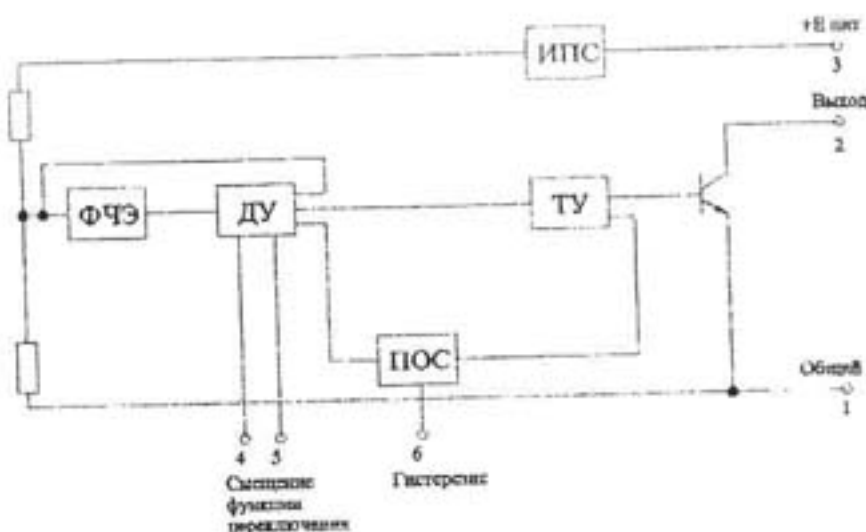 +E пит
ИПС
3
Выход
2
ФЧЭ
ДУ
ТУ
ПОС
Общий
1
4
5
6
Смещение
функции
переключения
Гистерезис